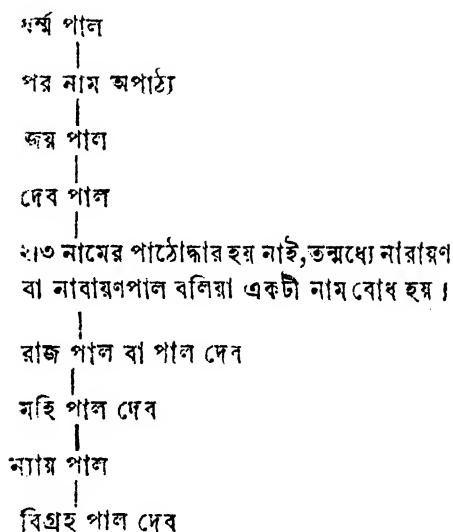 ধর্ম্ম পাল
পর নাম অপাঠ্য
জয় পাল
দেব পাল
২।৩ নামের পাঠোদ্ধার হয় নাই, তন্মধ্যে নারায়ণ
বা নাবায়ণপাল বলিয়া একটী নাম বোধ হয়।
রাজ পাল বা পাল দেব
মহি পাল দেব
ন্যায় পাল
বিগ্রহ পাল দেব